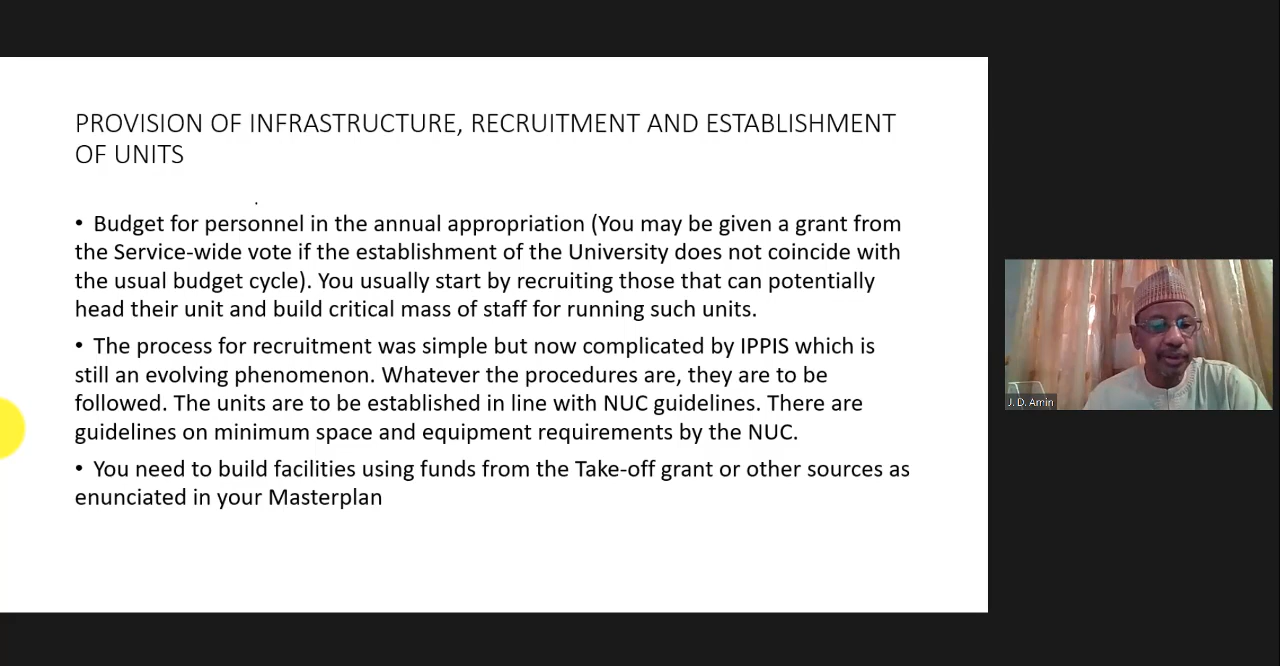 PROVISION OF INFRASTRUCTURE, RECRUITMENT AND ESTABLISHMENT
OF UNITS
• Budget for personnel in the annual appropriation (You may be given a grant from
the Service-wide vote if the establishment of the University does not coincide with
the usual budget cycle). You usually start by recruiting those that can potentially
head their unit and build critical mass of staff for running such units.
• The process for recruitment was simple but now complicated by IPPIS which is
still an evolving phenomenon. Whatever the procedures are, they are to be
followed. The units are to be established in line with NUC guidelines. There are
guidelines on minimum space and equipment requirements by the NUC.
• You need to build facilities using funds from the Take-off grant or other sources as
enunciated in your Masterplan
J. D. Amin